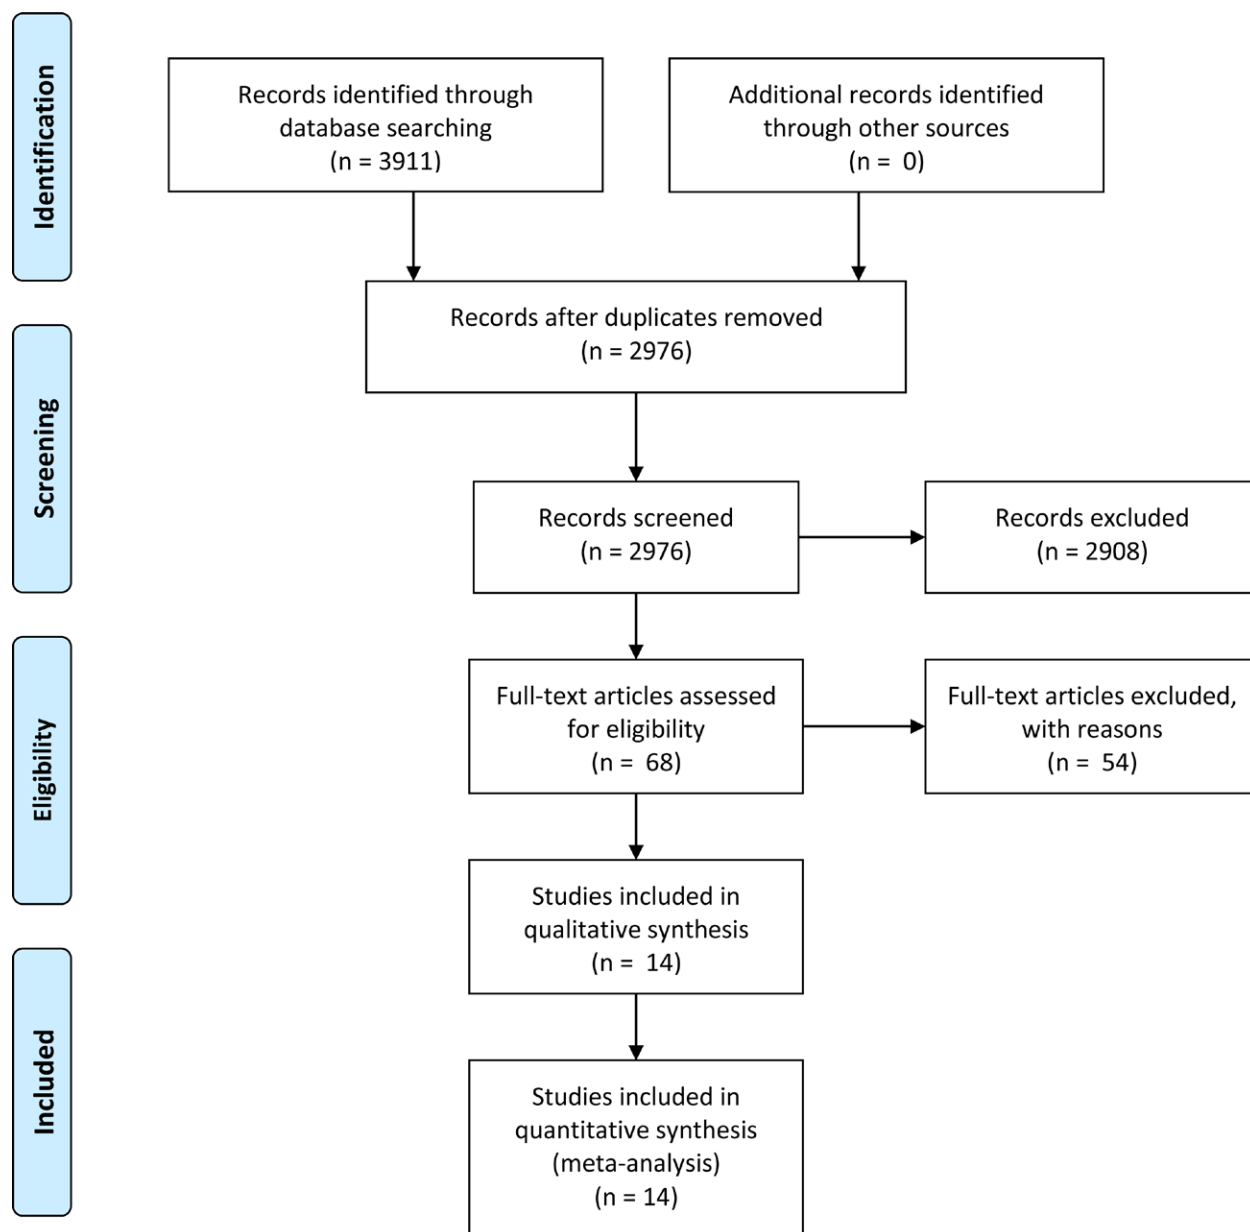 Identification
Records identified through
database searching
(n = 3911)
Additional records identified
through other sources
(n =  0)
Records after duplicates removed
(n = 2976)
Screening
Records screened
(n = 2976)
Records excluded
(n = 2908)
Eligibility
Full-text articles assessed
for eligibility
(n =  68)
Full-text articles excluded,
with reasons
(n =  54)
Studies included in
qualitative synthesis
(n =  14)
Included
Studies included in
quantitative synthesis
(meta-analysis)
(n = 14)